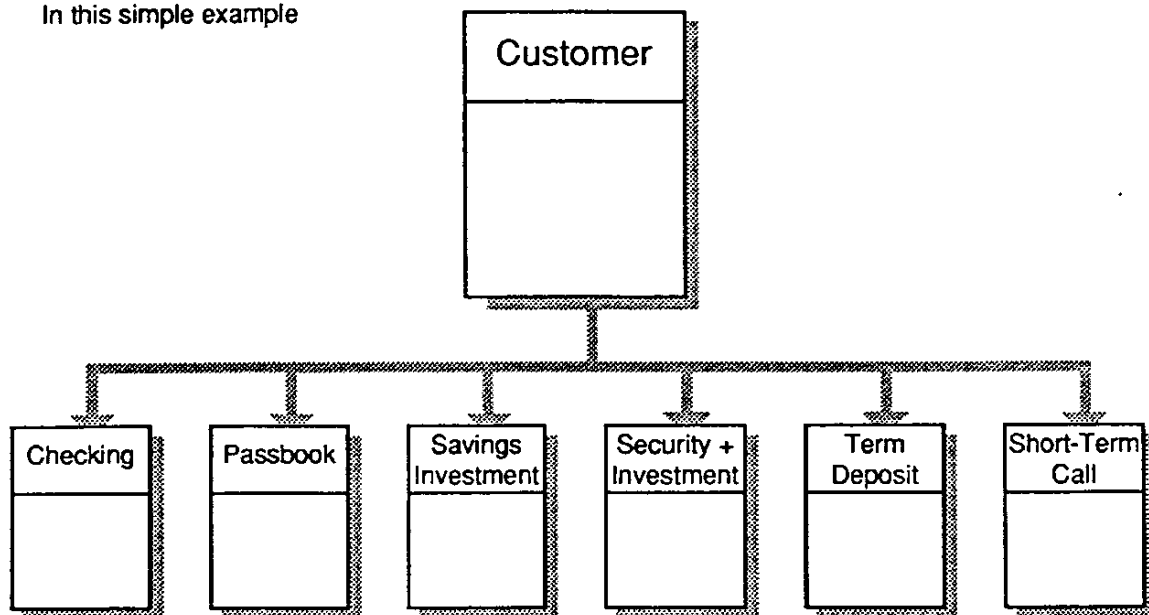 In this simple example
Customer
Checking
Passbook
Savings
Investment
Security +
Investment
Term
Deposit
Short-Term
Call